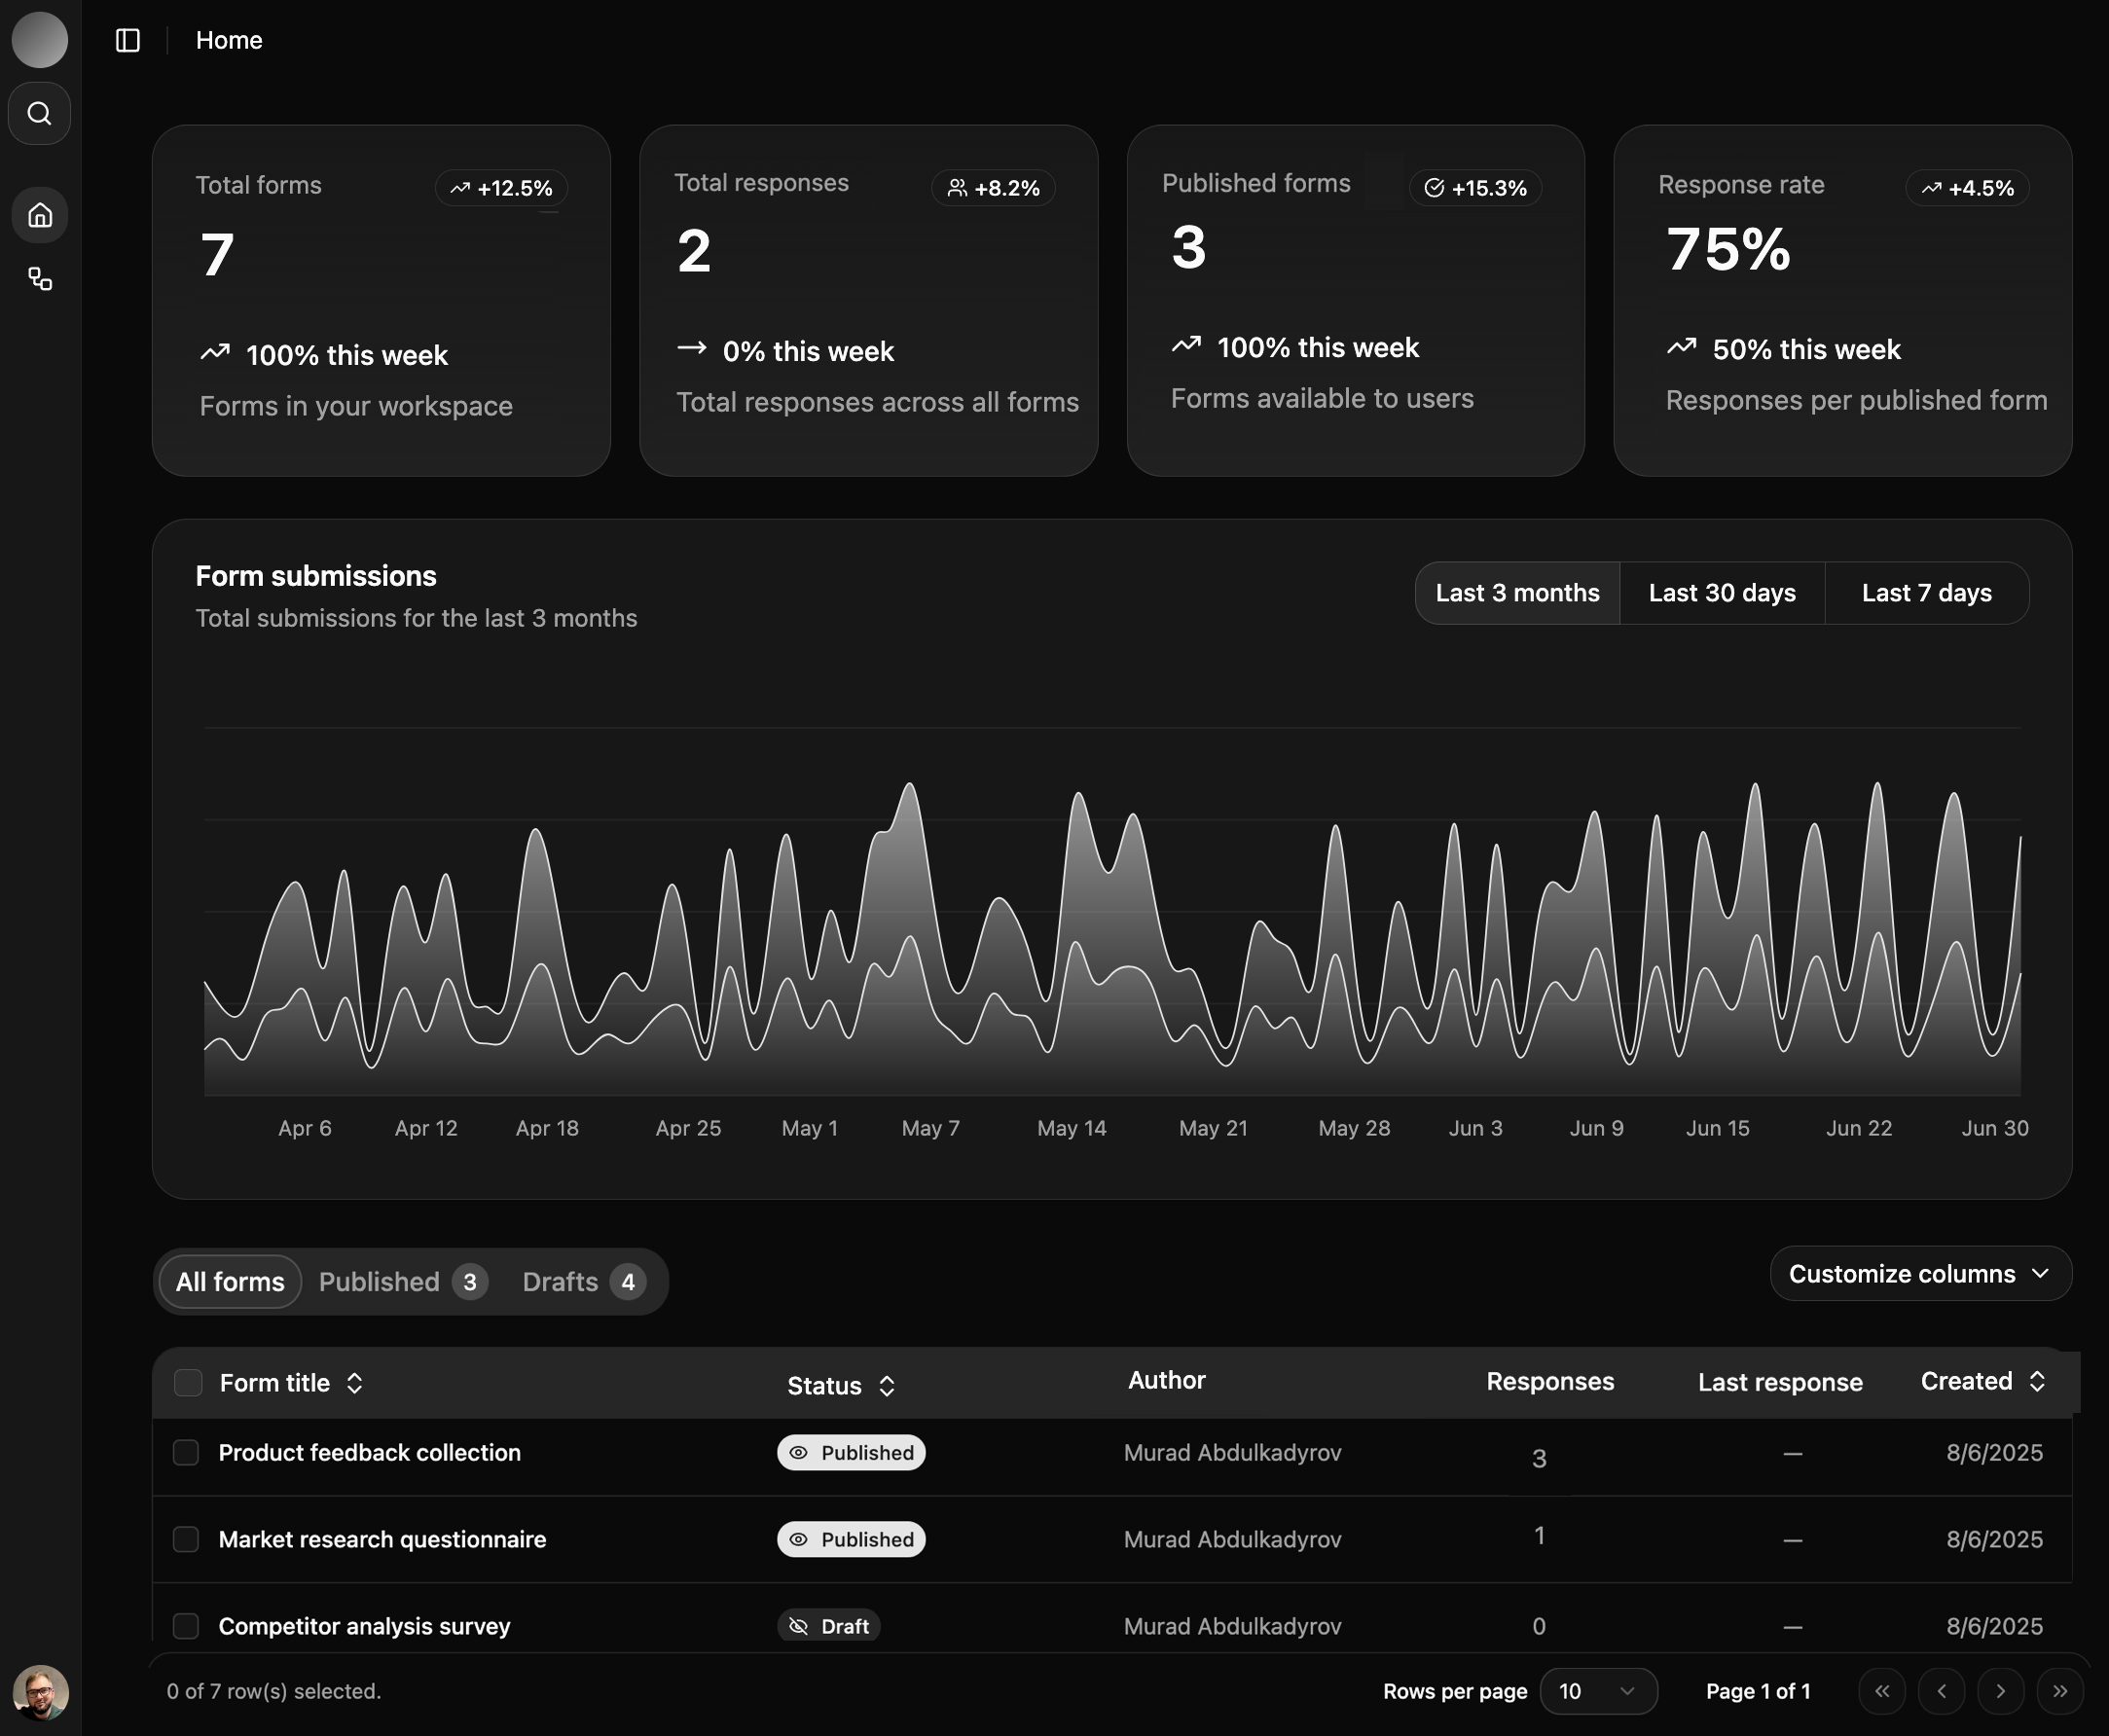 Home
Total forms
+12.5%
7
100% this week
Forms in your workspace
Total responses
+8.2%
2
0% this week
Total responses across all forms
Published forms
+15.3%
3
100% this week
Forms available to users
Response rate
+4.5%
75%
50% this week
Responses per published form
Form submissions
Total submissions for the last 3 months
Last 3 months
Last 30 days
Last 7 days
Apr 6 Apr 12 Apr 18 Apr 25 May 1 May 7 May 14 May 21 May 28 Jun 3 Jun 9 Jun 15 Jun 22 Jun 30
All forms Published 3 Drafts 4
Customize columns
Form title Status Author Responses Last response Created
Product feedback collection Published Murad Abdulkadyrov 3 — 8/6/2025
Market research questionnaire Published Murad Abdulkadyrov 1 — 8/6/2025
Competitor analysis survey Draft Murad Abdulkadyrov 0 — 8/6/2025
0 of 7 row(s) selected.
Rows per page 10 Page 1 of 1